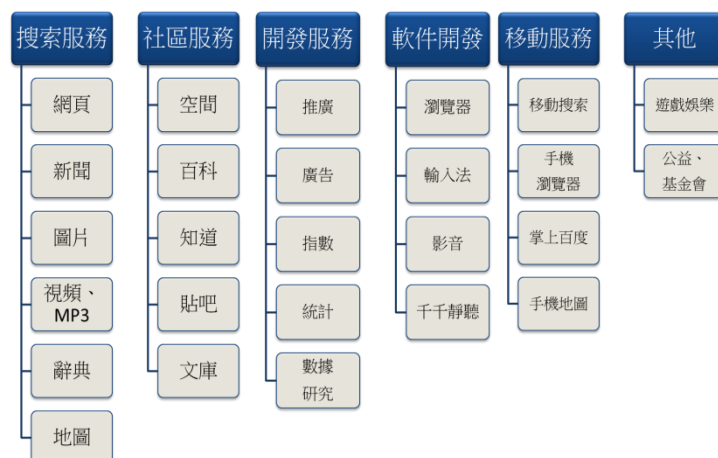 搜索服務
網頁
新聞
圖片
視頻、
MP3
辭典
地圖
社區服務
空間
百科
知道
貼吧
文庫
開發服務
推廣
廣告
指數
統計
數據
研究
軟件開發
瀏覽器
輸入法
影音
千千靜聽
移動服務
移動搜索
手機
瀏覽器
掌上百度
手機地圖
其他
遊戲娛樂
公益、
基金會